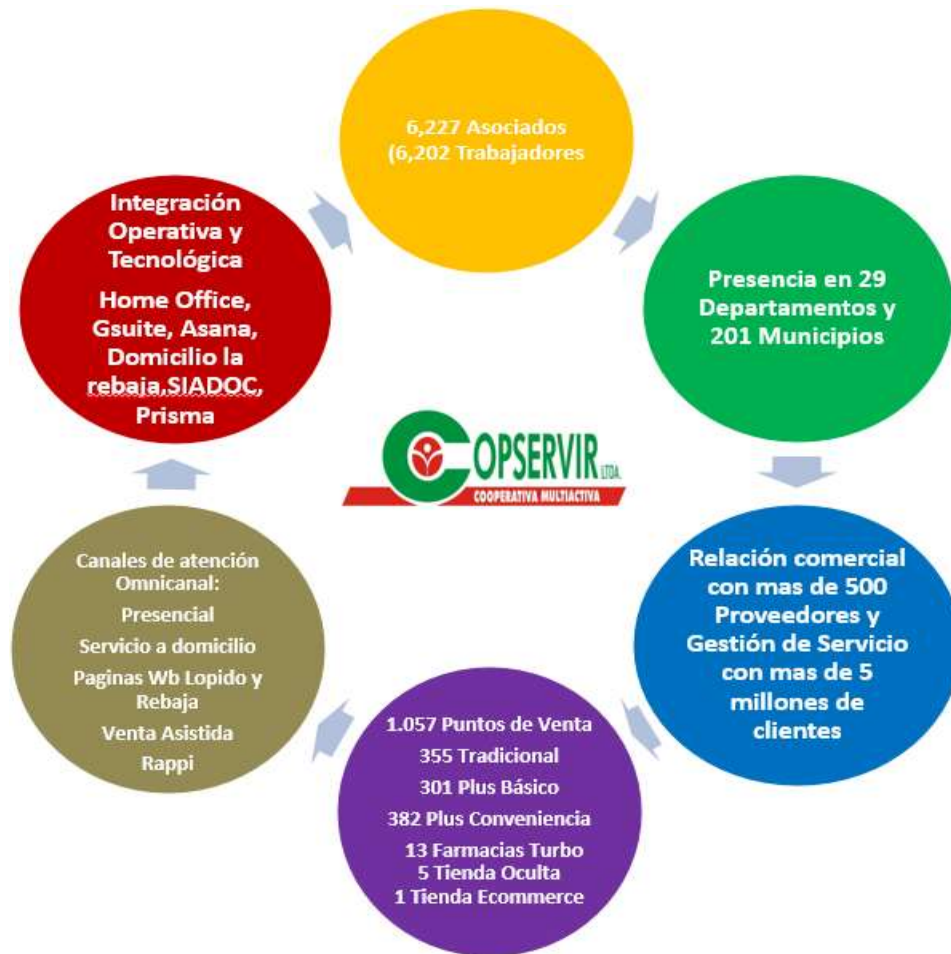 6,227 Asociados
(6,202 Trabajadores
Presencia en 29
Departamentos y
201 Municipios
Relación comercial
con mas de 500
Proveedores y
Gestión de Servicio
con mas de 5
millones de
clientes
1.057 Puntos de Venta
355 Tradicional
301 Plus Básico
382 Plus Conveniencia
13 Farmacias Turbo
5 Tienda Oculta
1 Tienda Ecommerce
Canales de atención
Omnicanal:
Presencial
Servicio a domicilio
Paginas Wb Lopido y
Rebaja
Venta Asistida
Rappi
Integración
Operativa y
Tecnológica
Home Office,
Gsuite, Asana,
Domicilio la
rebaja,SIADOC,
Prisma
COPSERVIR LTDA.
COOPERATIVA MULTIACTIVA